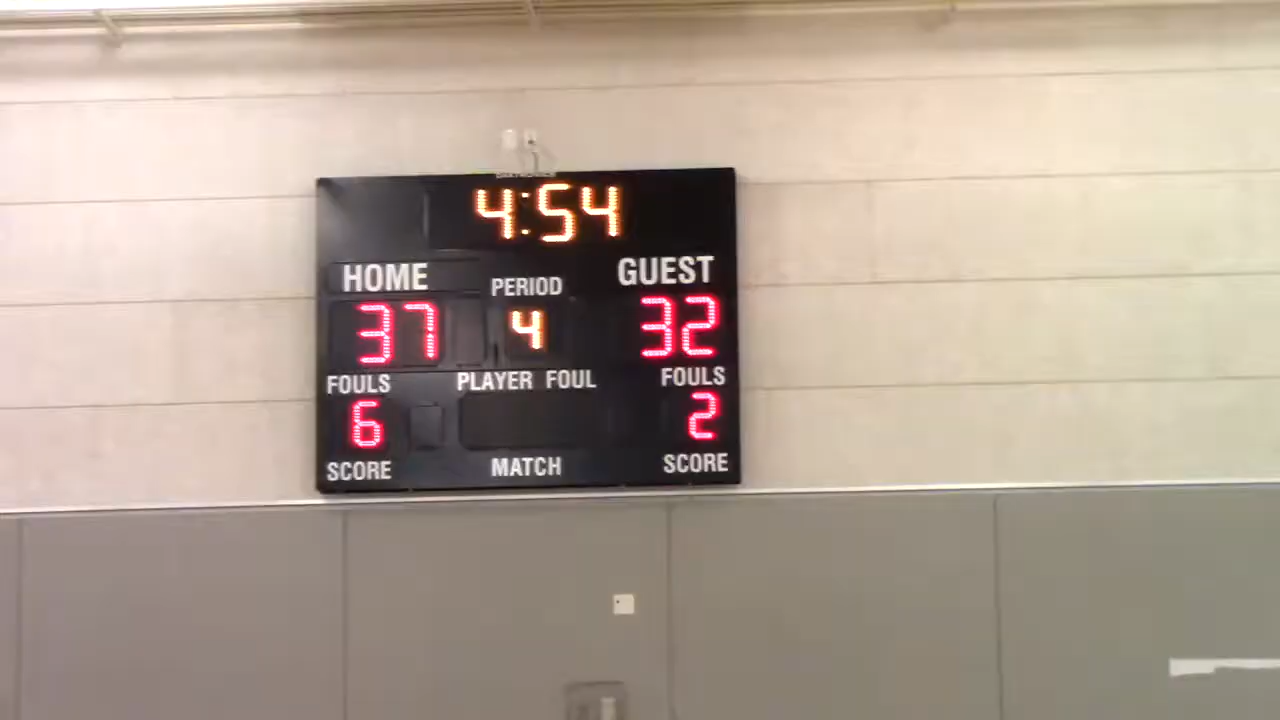 4:54
HOME PERIOD GUEST
37 4 32
FOULS PLAYER FOUL FOULS
6 2
SCORE MATCH SCORE